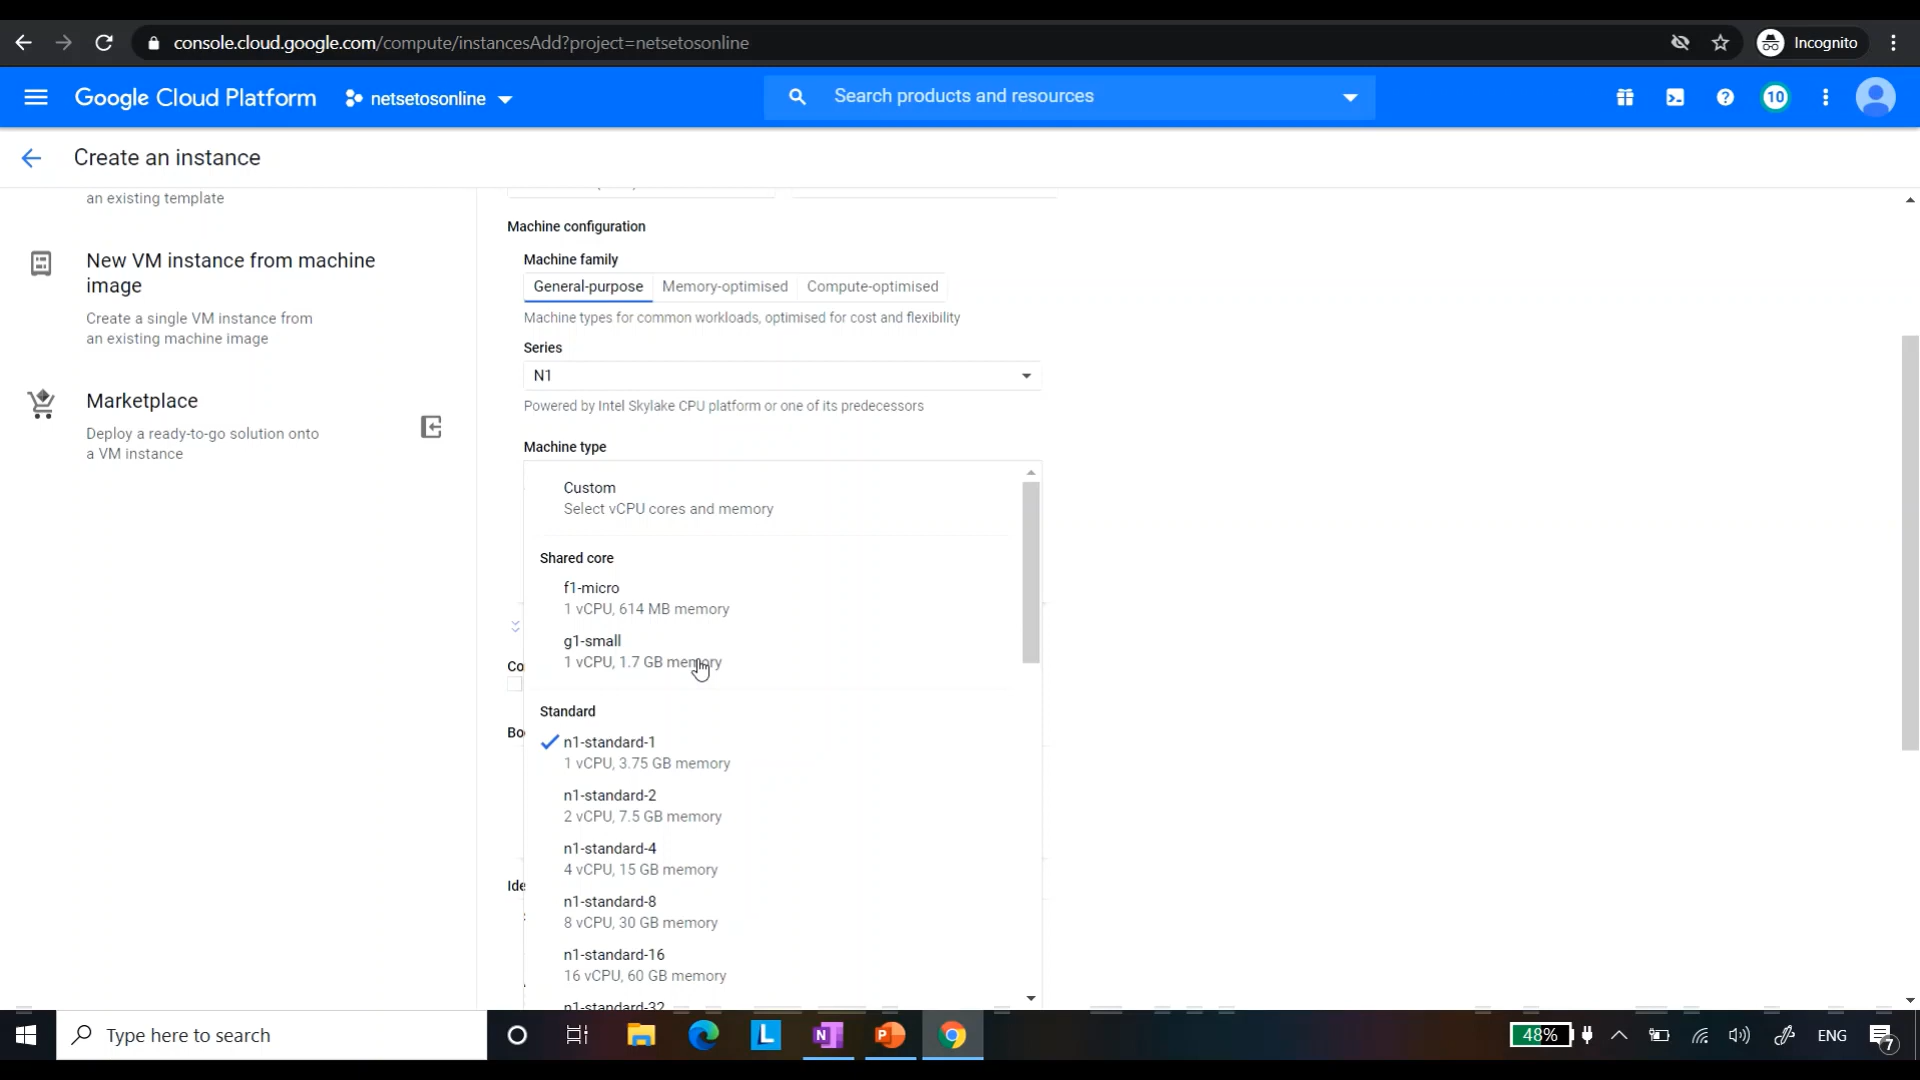 console.cloud.google.com/compute/instancesAdd?project=netsetosonline
Incognito
Google Cloud Platform
netsetosonline
Search products and resources
10
Create an instance
an existing template
New VM instance from machine
image
Create a single VM instance from
an existing machine image
Marketplace
Deploy a ready-to-go solution onto
a VM instance
Machine configuration
Machine family
General-purpose
Memory-optimised
Compute-optimised
Machine types for common workloads, optimised for cost and flexibility
Series
N1
Powered by Intel Skylake CPU platform or one of its predecessors
Machine type
Custom
Select vCPU cores and memory
Shared core
f1-micro
1 vCPU, 614 MB memory
g1-small
1 vCPU, 1.7 GB memory
Co
Standard
Bo
n1-standard-1
1 vCPU, 3.75 GB memory
n1-standard-2
2 vCPU, 7.5 GB memory
n1-standard-4
4 vCPU, 15 GB memory
Ide
n1-standard-8
8 vCPU, 30 GB memory
n1-standard-16
16 vCPU, 60 GB memory
n1-standard-32
Type here to search
L
N
P
48%
ENG
7